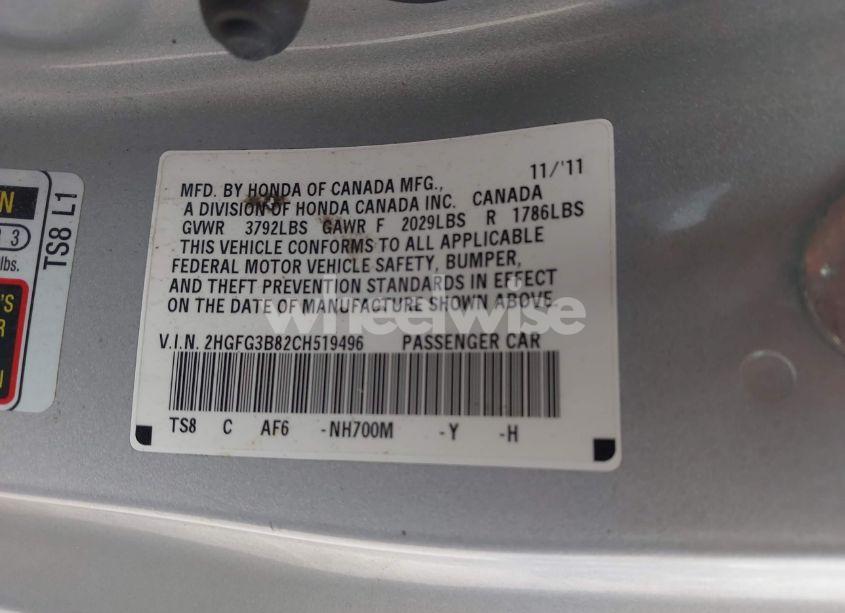 11/'11
MFD. BY HONDA OF CANADA MFG.,
A DIVISION OF HONDA CANADA INC. CANADA
GVWR 3792LBS GAWR F 2029LBS R 1786LBS
THIS VEHICLE CONFORMS TO ALL APPLICABLE
FEDERAL MOTOR VEHICLE SAFETY, BUMPER,
AND THEFT PREVENTION STANDARDS IN EFFECT
ON THE DATE OF MANUFACTURE SHOWN ABOVE
wheelwise
V.I.N. 2HGFG3B82CH519496 PASSENGER CAR
TS8 C AF6 -NH700M -Y -H
TS8 L1
3
lbs.